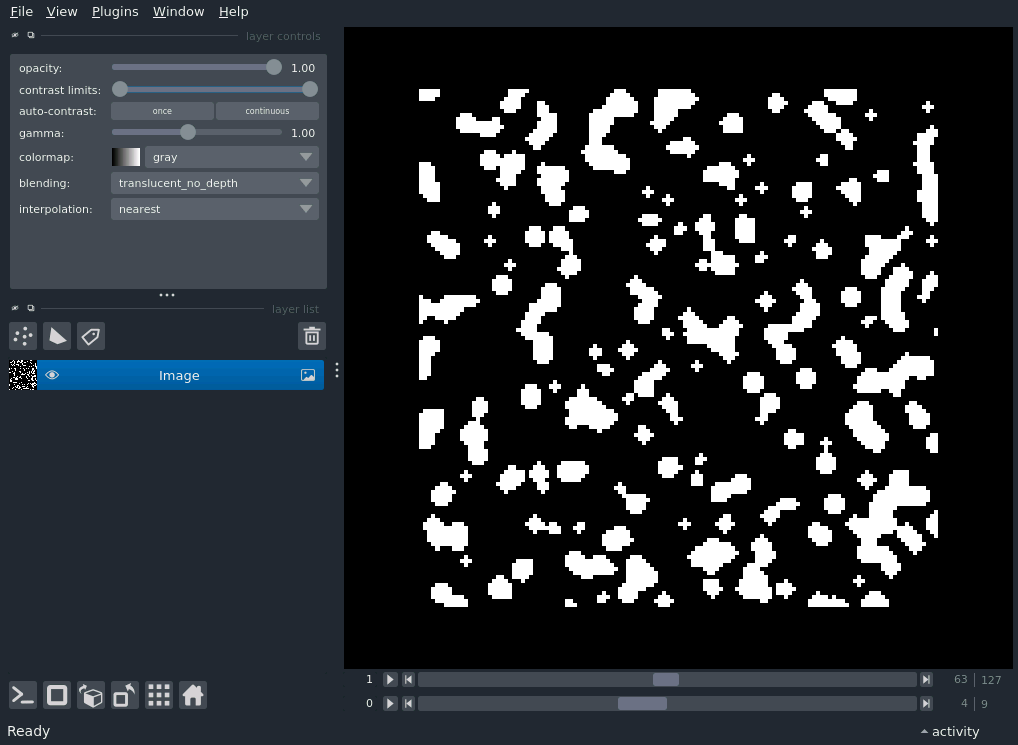 File View Plugins Window Help
layer controls
opacity: 1.00
contrast limits:
auto-contrast: once continuous
gamma: 1.00
colormap: gray
blending: translucent_no_depth
interpolation: nearest
layer list
Image
1 63 127
0 4 9
Ready activity